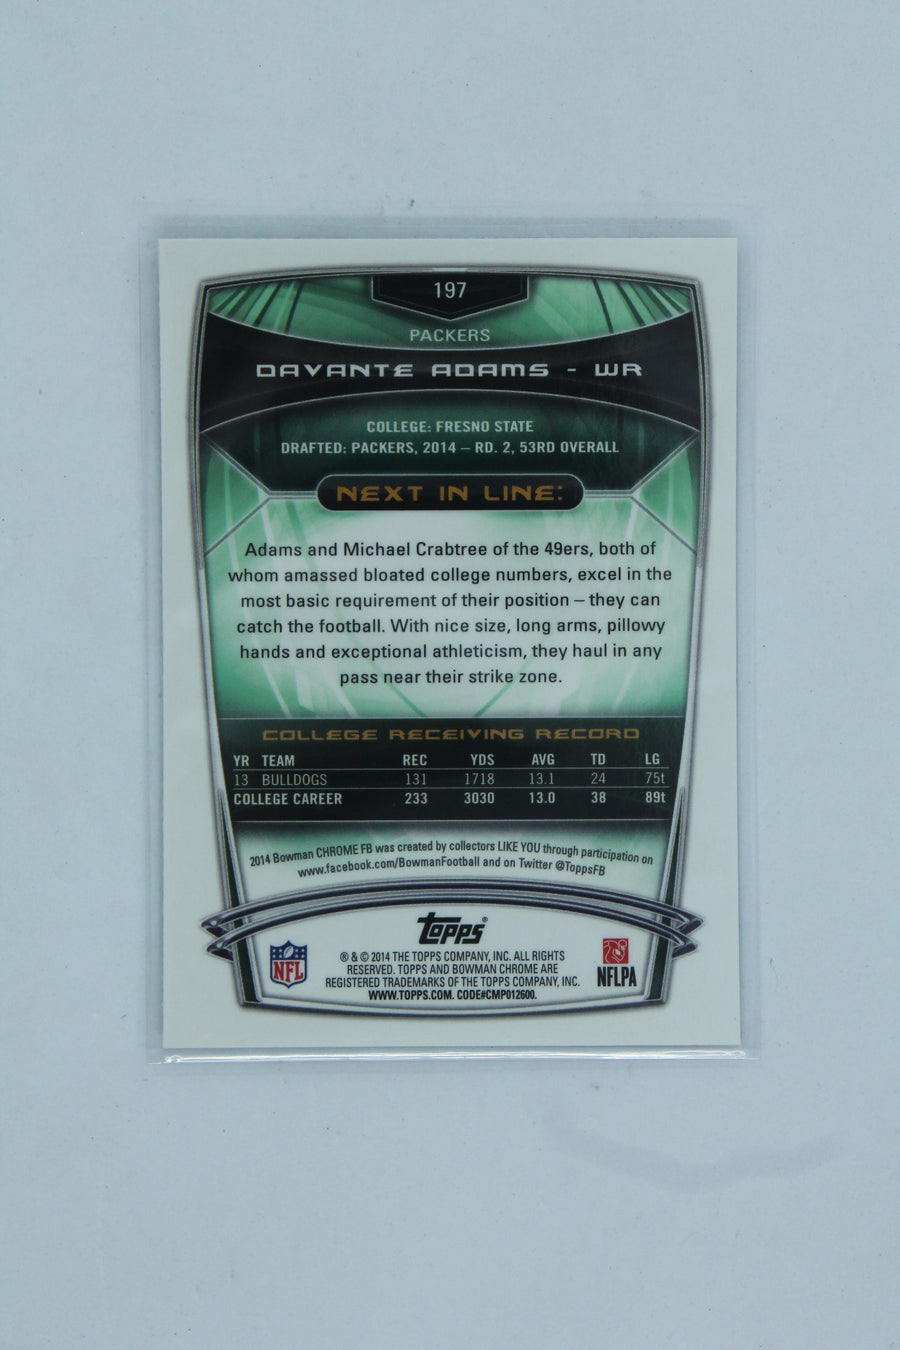 197
PACKERS
DAVANTE ADAMS - WR
COLLEGE: FRESNO STATE
DRAFTED: PACKERS, 2014 – RD. 2, 53RD OVERALL
NEXT IN LINE:
Adams and Michael Crabtree of the 49ers, both of
whom amassed bloated college numbers, excel in the
most basic requirement of their position – they can
catch the football. With nice size, long arms, pillowy
hands and exceptional athleticism, they haul in any
pass near their strike zone.
COLLEGE RECEIVING RECORD
YR TEAM REC YDS AVG TD LG
13 BULLDOGS 131 1718 13.1 24 75t
COLLEGE CAREER 233 3030 13.0 38 89t
2014 Bowman CHROME FB was created by collectors LIKE YOU through participation on
www.facebook.com/BowmanFootball and on Twitter @ToppsFB
Topps®
® & © 2014 THE TOPPS COMPANY, INC. ALL RIGHTS
RESERVED. TOPPS AND BOWMAN CHROME ARE
REGISTERED TRADEMARKS OF THE TOPPS COMPANY, INC.
WWW.TOPPS.COM. CODE#CMP012600.
NFL
NFLPA